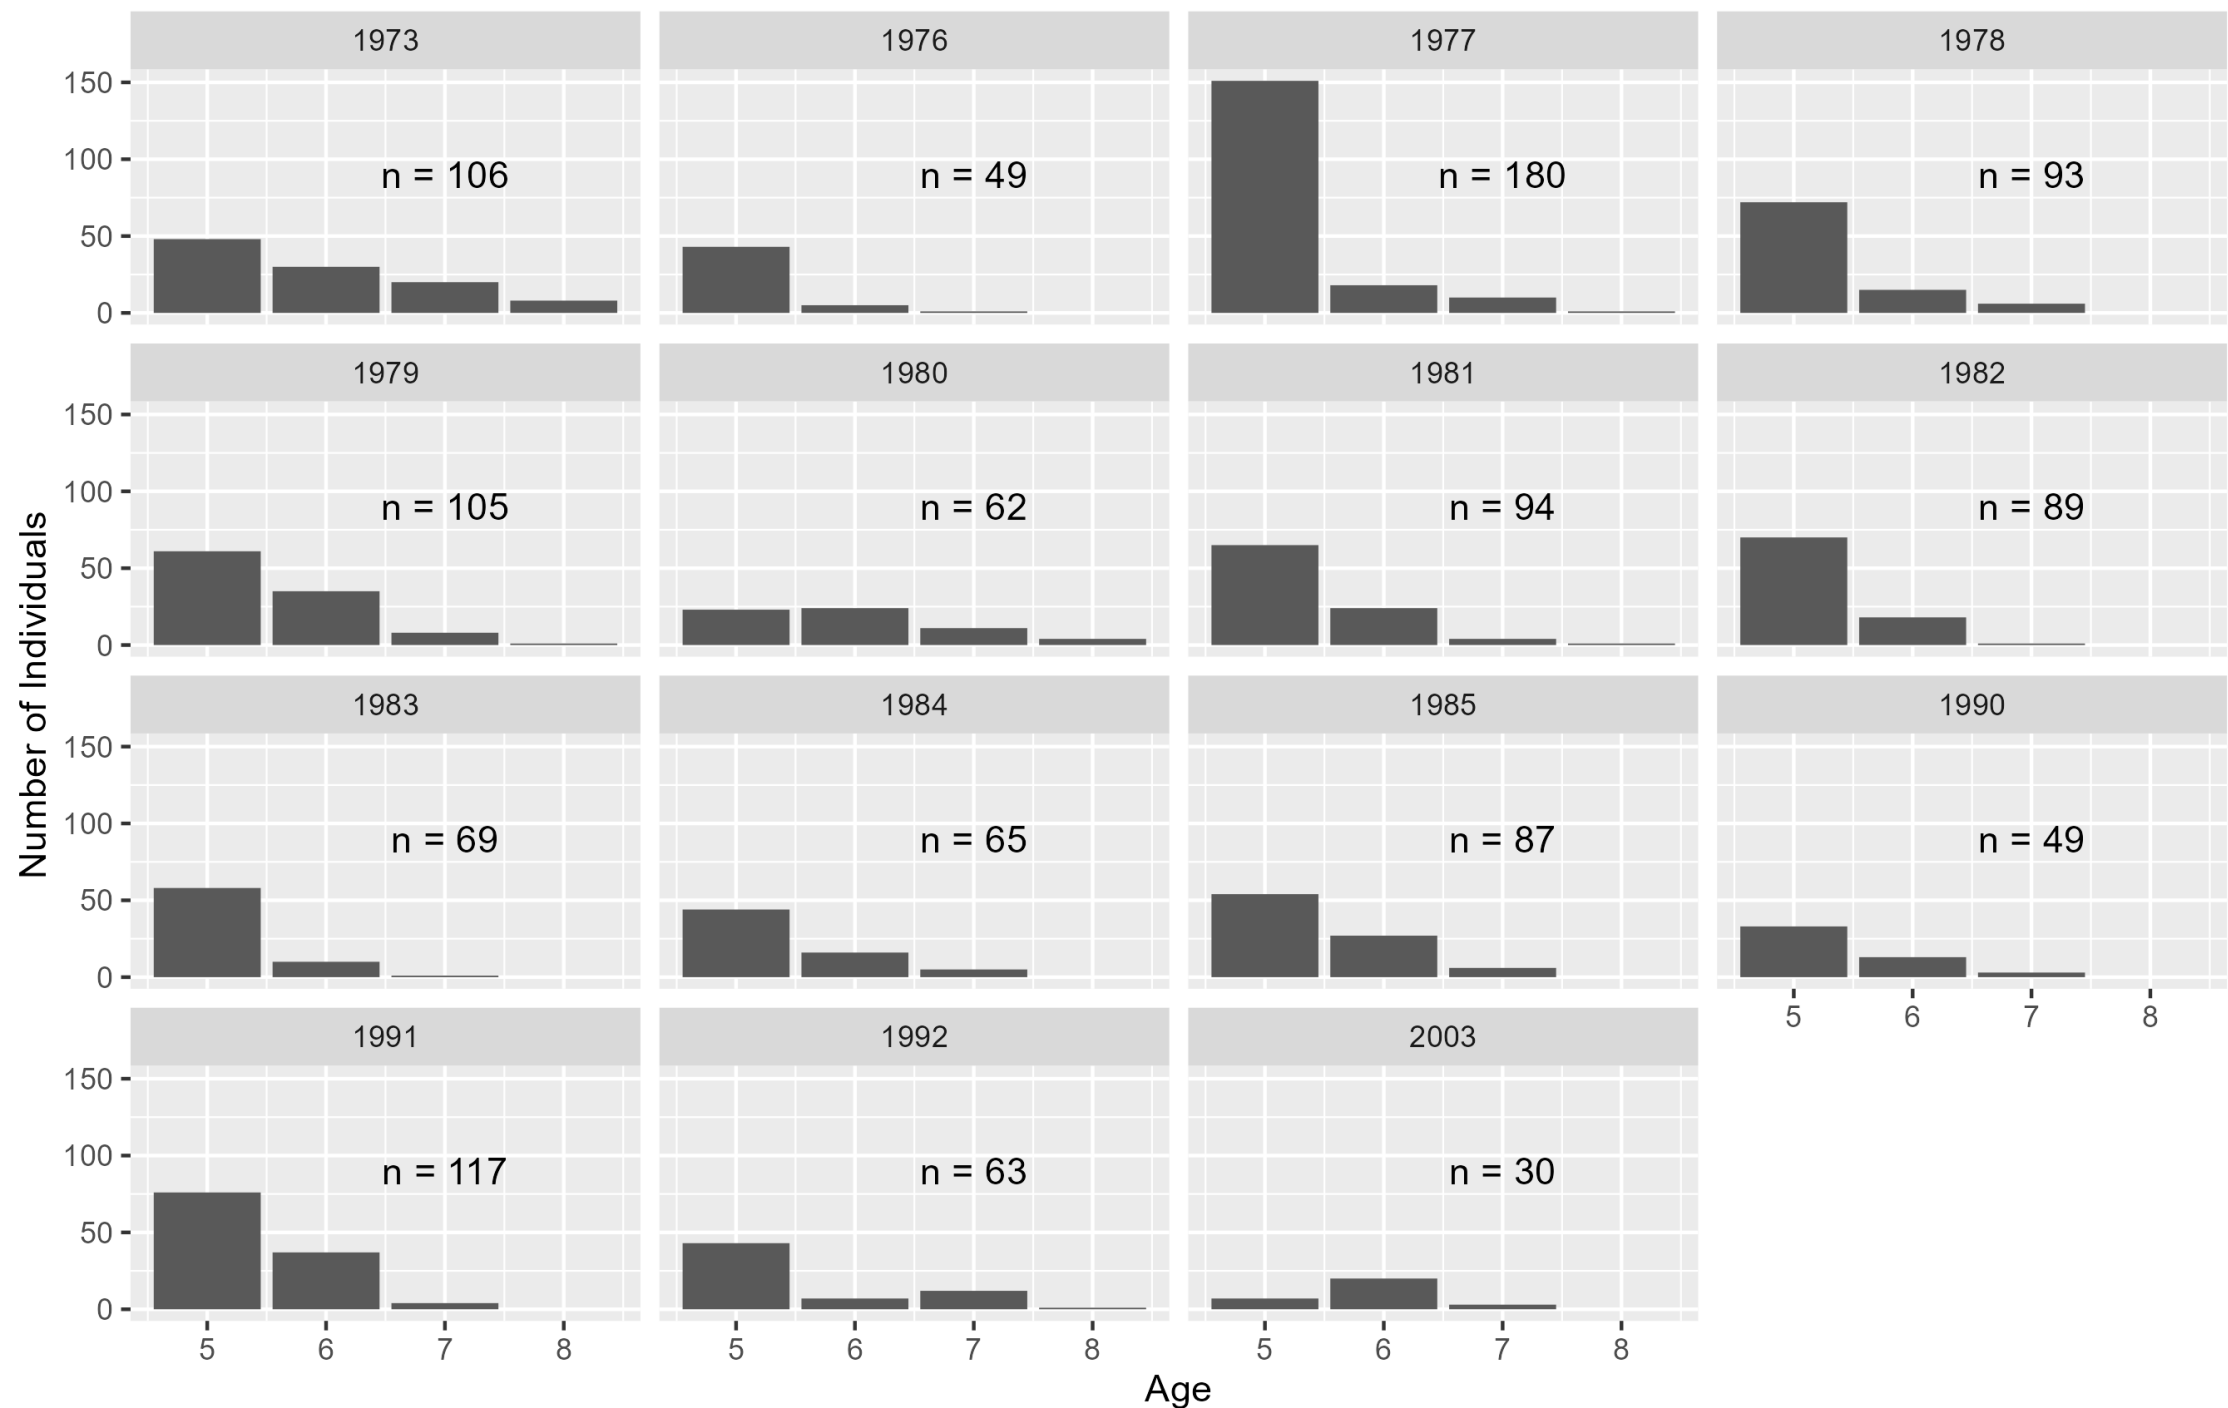 1973 1976 1977 1978
150
100
50
0
n = 106 n = 49 n = 180 n = 93
1979 1980 1981 1982
150
100
50
0
n = 105 n = 62 n = 94 n = 89
Number of Individuals
1983 1984 1985 1990
150
100
50
0
n = 69 n = 65 n = 87 n = 49
5 6 7 8
1991 1992 2003
150
100
50
0
n = 117 n = 63 n = 30
5 6 7 8 5 6 7 8 5 6 7 8
Age